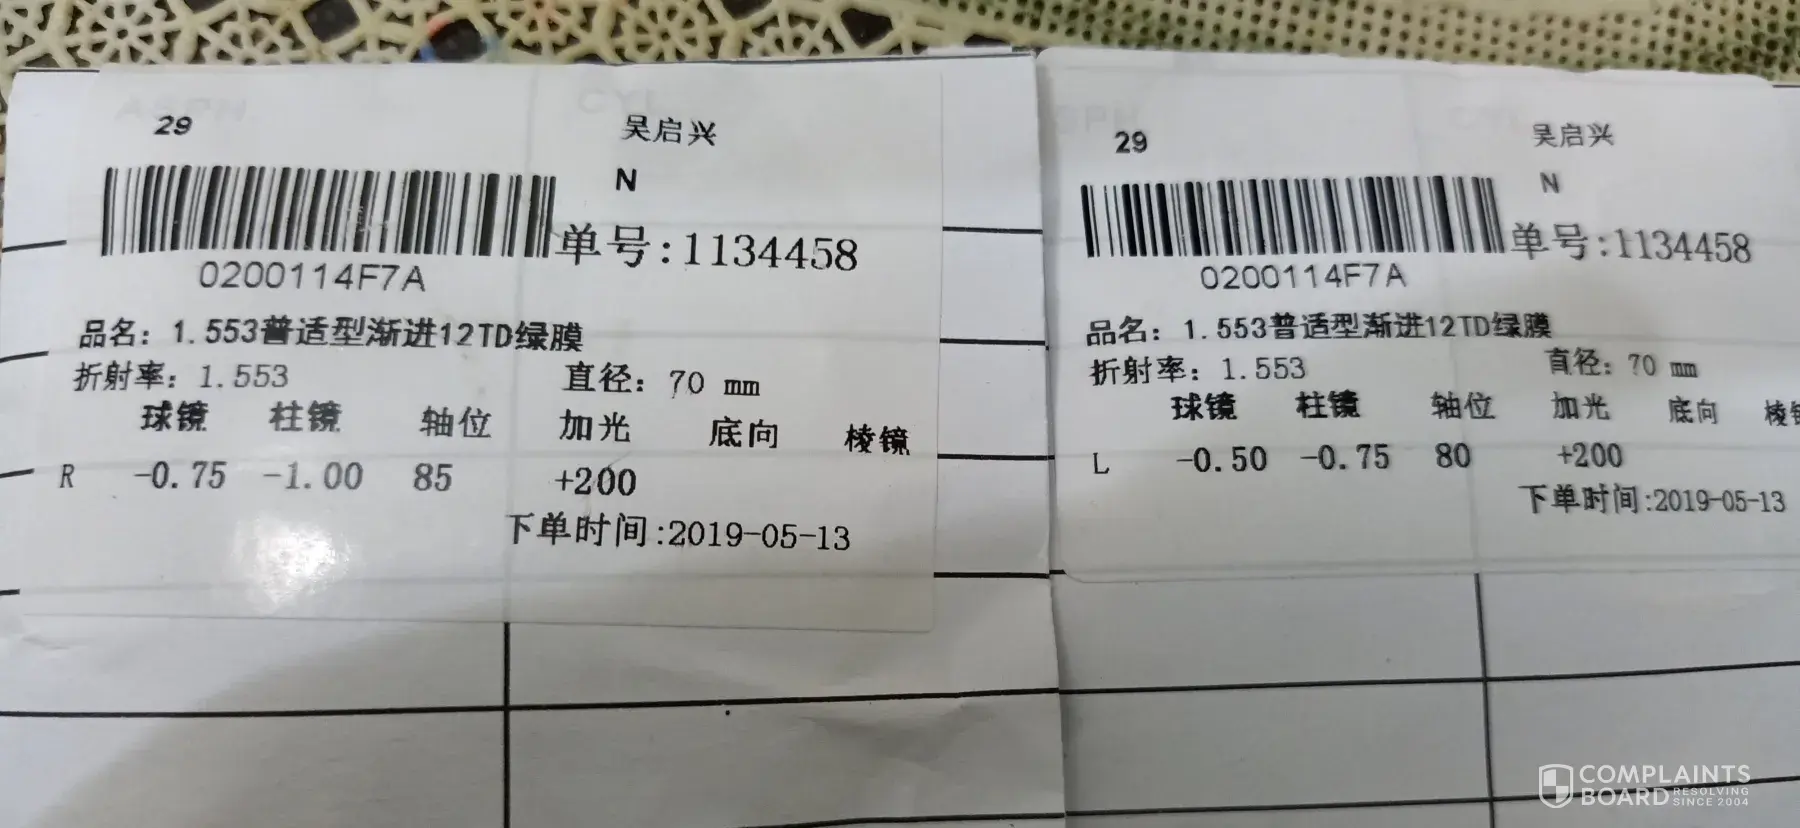 29
吴启兴
N
单号:1134458
0200114F7A
品名: 1.553普适型渐进12TD绿膜
折射率: 1.553 直径: 70 mm
球镜 柱镜 轴位 加光 底向 棱镜
R -0.75 -1.00 85 +200
下单时间:2019-05-13
29
吴启兴
N
单号:1134458
0200114F7A
品名: 1.553普适型渐进12TD绿膜
折射率: 1.553 直径: 70 mm
球镜 柱镜 轴位 加光 底向 棱镜
L -0.50 -0.75 80 +200
下单时间:2019-05-13
COMPLAINTS
BOARD RESOLVING
SINCE 2004